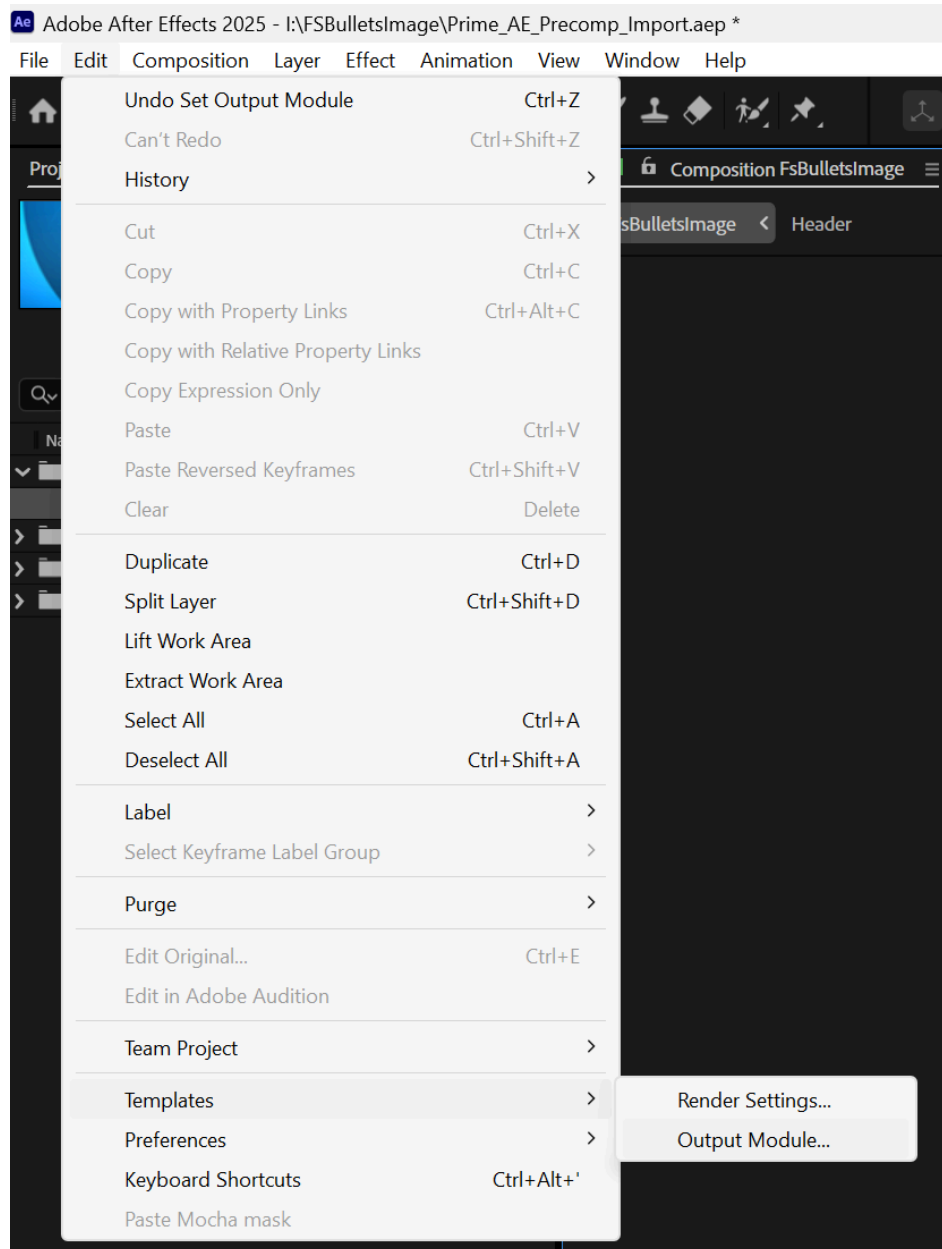 Ae Adobe After Effects 2025 - I:\FSBulletsImage\Prime_AE_Precomp_Import.aep *
File Edit Composition Layer Effect Animation View Window Help
Undo Set Output Module Ctrl+Z
Can't Redo Ctrl+Shift+Z
Composition FsBulletsImage
History
Cut Ctrl+X
sBulletsImage Header
Copy Ctrl+C
Copy with Property Links Ctrl+Alt+C
Copy with Relative Property Links
Copy Expression Only
Paste Ctrl+V
Paste Reversed Keyframes Ctrl+Shift+V
Clear Delete
Duplicate Ctrl+D
Split Layer Ctrl+Shift+D
Lift Work Area
Extract Work Area
Select All Ctrl+A
Deselect All Ctrl+Shift+A
Label
Select Keyframe Label Group
Purge
Edit Original... Ctrl+E
Edit in Adobe Audition
Team Project
Templates
Render Settings...
Preferences
Output Module...
Keyboard Shortcuts Ctrl+Alt+'
Paste Mocha mask